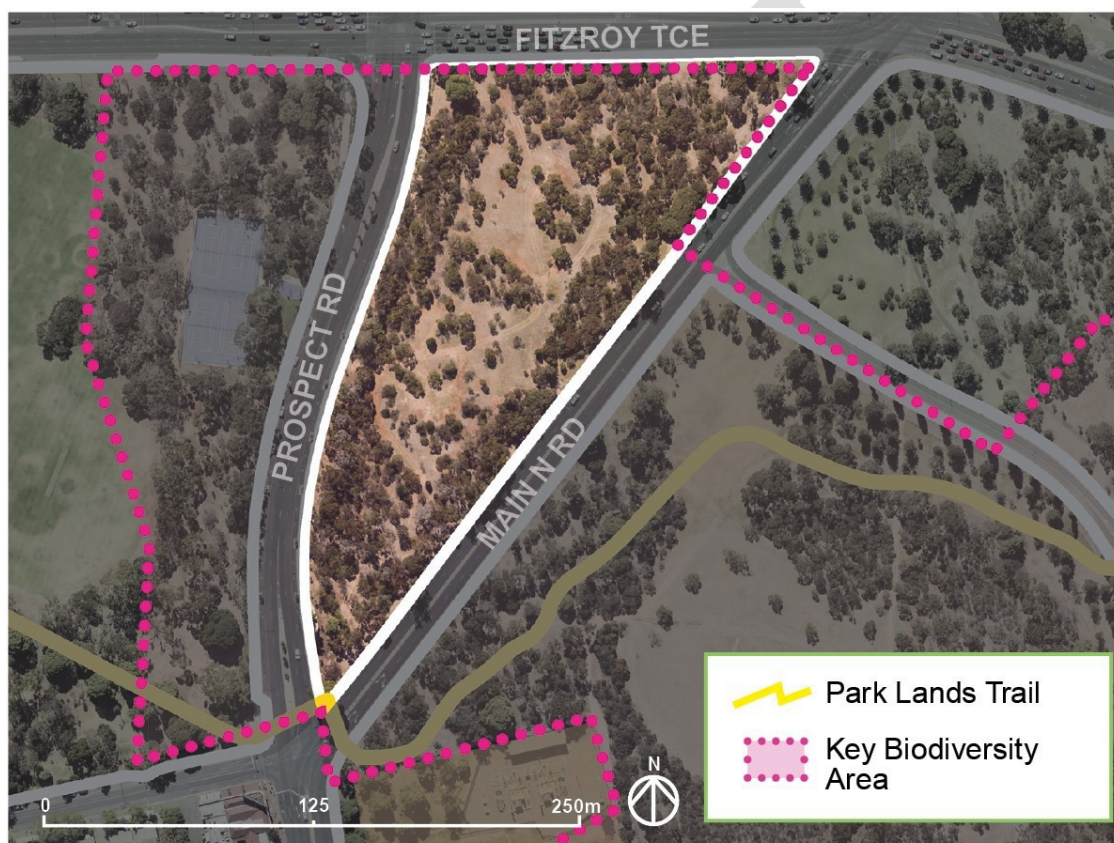 FITZROY TCE
PROSPECT RD
MAIN N RD
Park Lands Trail
Key Biodiversity
Area
0 125 250m
N